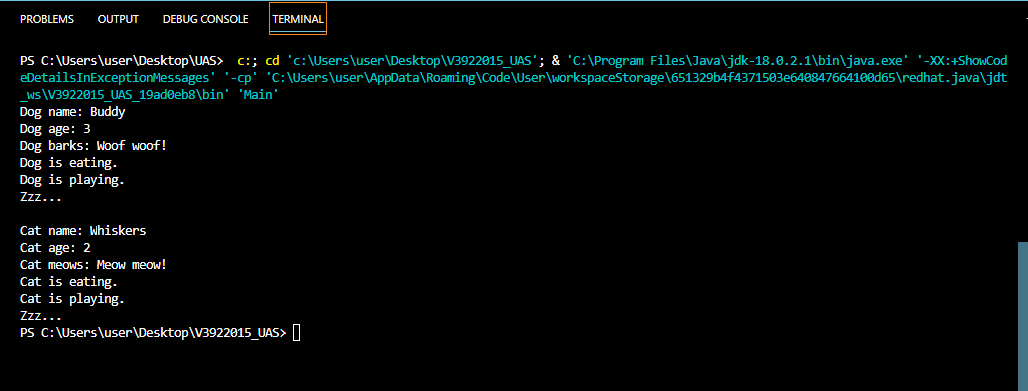 PROBLEMS OUTPUT DEBUG CONSOLE TERMINAL
PS C:\Users\user\Desktop\UAS>  c:; cd 'c:\Users\user\Desktop\V3922015_UAS'; & 'C:\Program Files\Java\jdk-18.0.2.1\bin\java.exe' '-XX:+ShowCod
eDetailsInExceptionMessages' '-cp' 'C:\Users\user\AppData\Roaming\Code\User\workspaceStorage\651329b4f4371503e640847664100d65\redhat.java\jdt
_ws\V3922015_UAS_19ad0eb8\bin' 'Main'
Dog name: Buddy
Dog age: 3
Dog barks: Woof woof!
Dog is eating.
Dog is playing.
Zzz...
Cat name: Whiskers
Cat age: 2
Cat meows: Meow meow!
Cat is eating.
Cat is playing.
Zzz...
PS C:\Users\user\Desktop\V3922015_UAS>